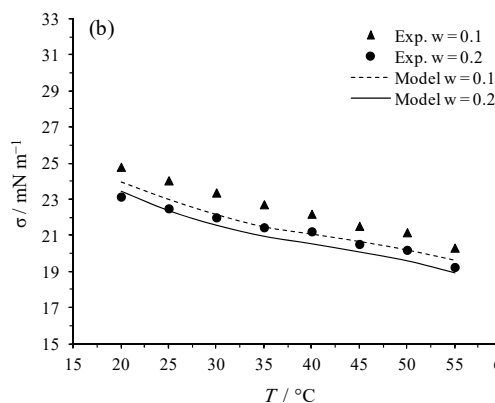 (b)
Exp. w = 0.1
Exp. w = 0.2
Model w = 0.1
Model w = 0.2
33
31
29
27
25
23
21
19
17
15
σ / mN m⁻¹
15 20 25 30 35 40 45 50 55
T / °C